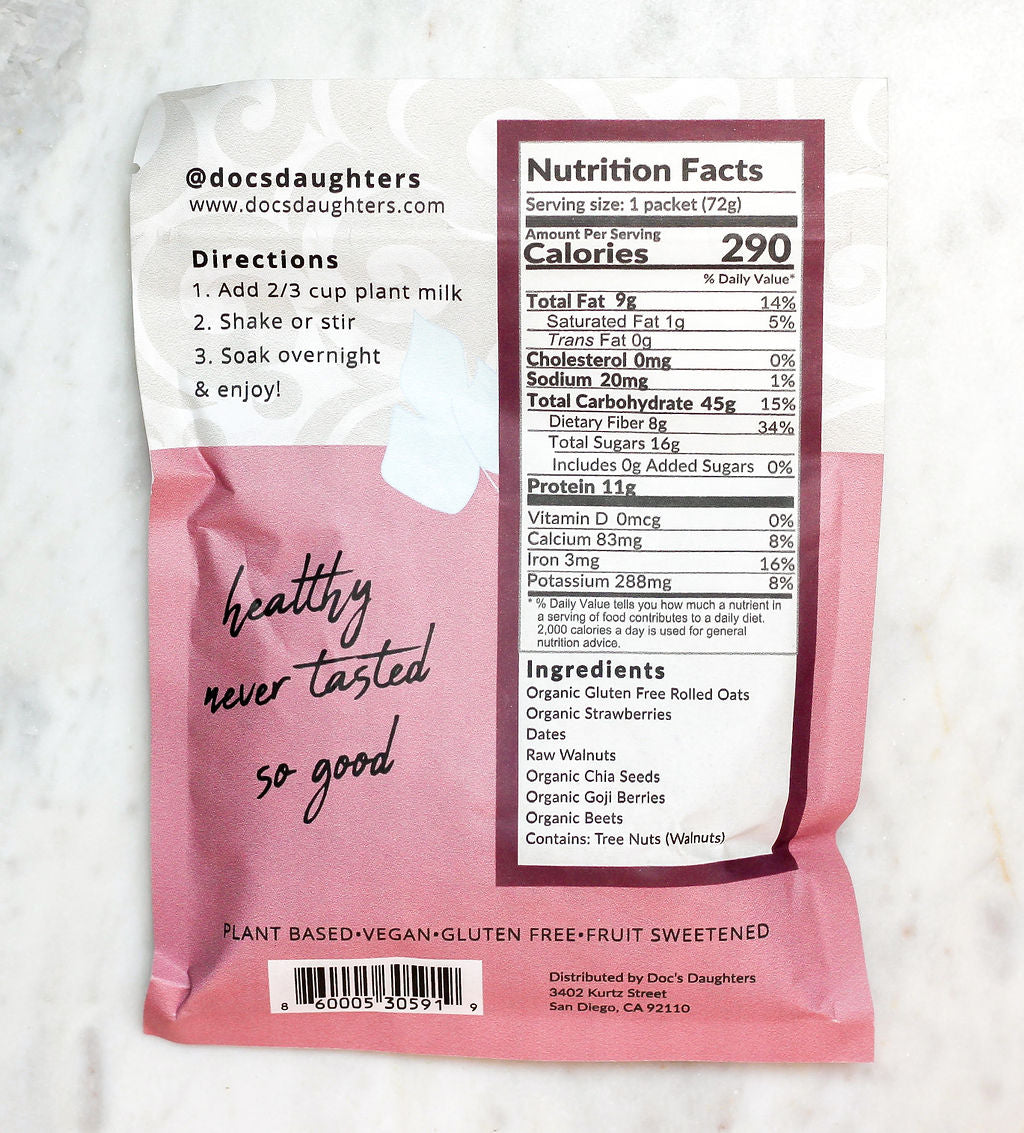 @docsdaughters
www.docsdaughters.com
Directions
1. Add 2/3 cup plant milk
2. Shake or stir
3. Soak overnight
& enjoy!
healthy
never tasted
so good
Nutrition Facts
Serving size: 1 packet (72g)
Amount Per Serving
Calories 290
% Daily Value*
Total Fat 9g 14%
Saturated Fat 1g 5%
Trans Fat 0g
Cholesterol 0mg 0%
Sodium 20mg 1%
Total Carbohydrate 45g 15%
Dietary Fiber 8g 34%
Total Sugars 16g
Includes 0g Added Sugars 0%
Protein 11g
Vitamin D 0mcg 0%
Calcium 83mg 8%
Iron 3mg 16%
Potassium 288mg 8%
* % Daily Value tells you how much a nutrient in
a serving of food contributes to a daily diet.
2,000 calories a day is used for general
nutrition advice.
Ingredients
Organic Gluten Free Rolled Oats
Organic Strawberries
Dates
Raw Walnuts
Organic Chia Seeds
Organic Goji Berries
Organic Beets
Contains: Tree Nuts (Walnuts)
PLANT BASED•VEGAN•GLUTEN FREE•FRUIT SWEETENED
8 60005 30591 9
Distributed by Doc's Daughters
3402 Kurtz Street
San Diego, CA 92110